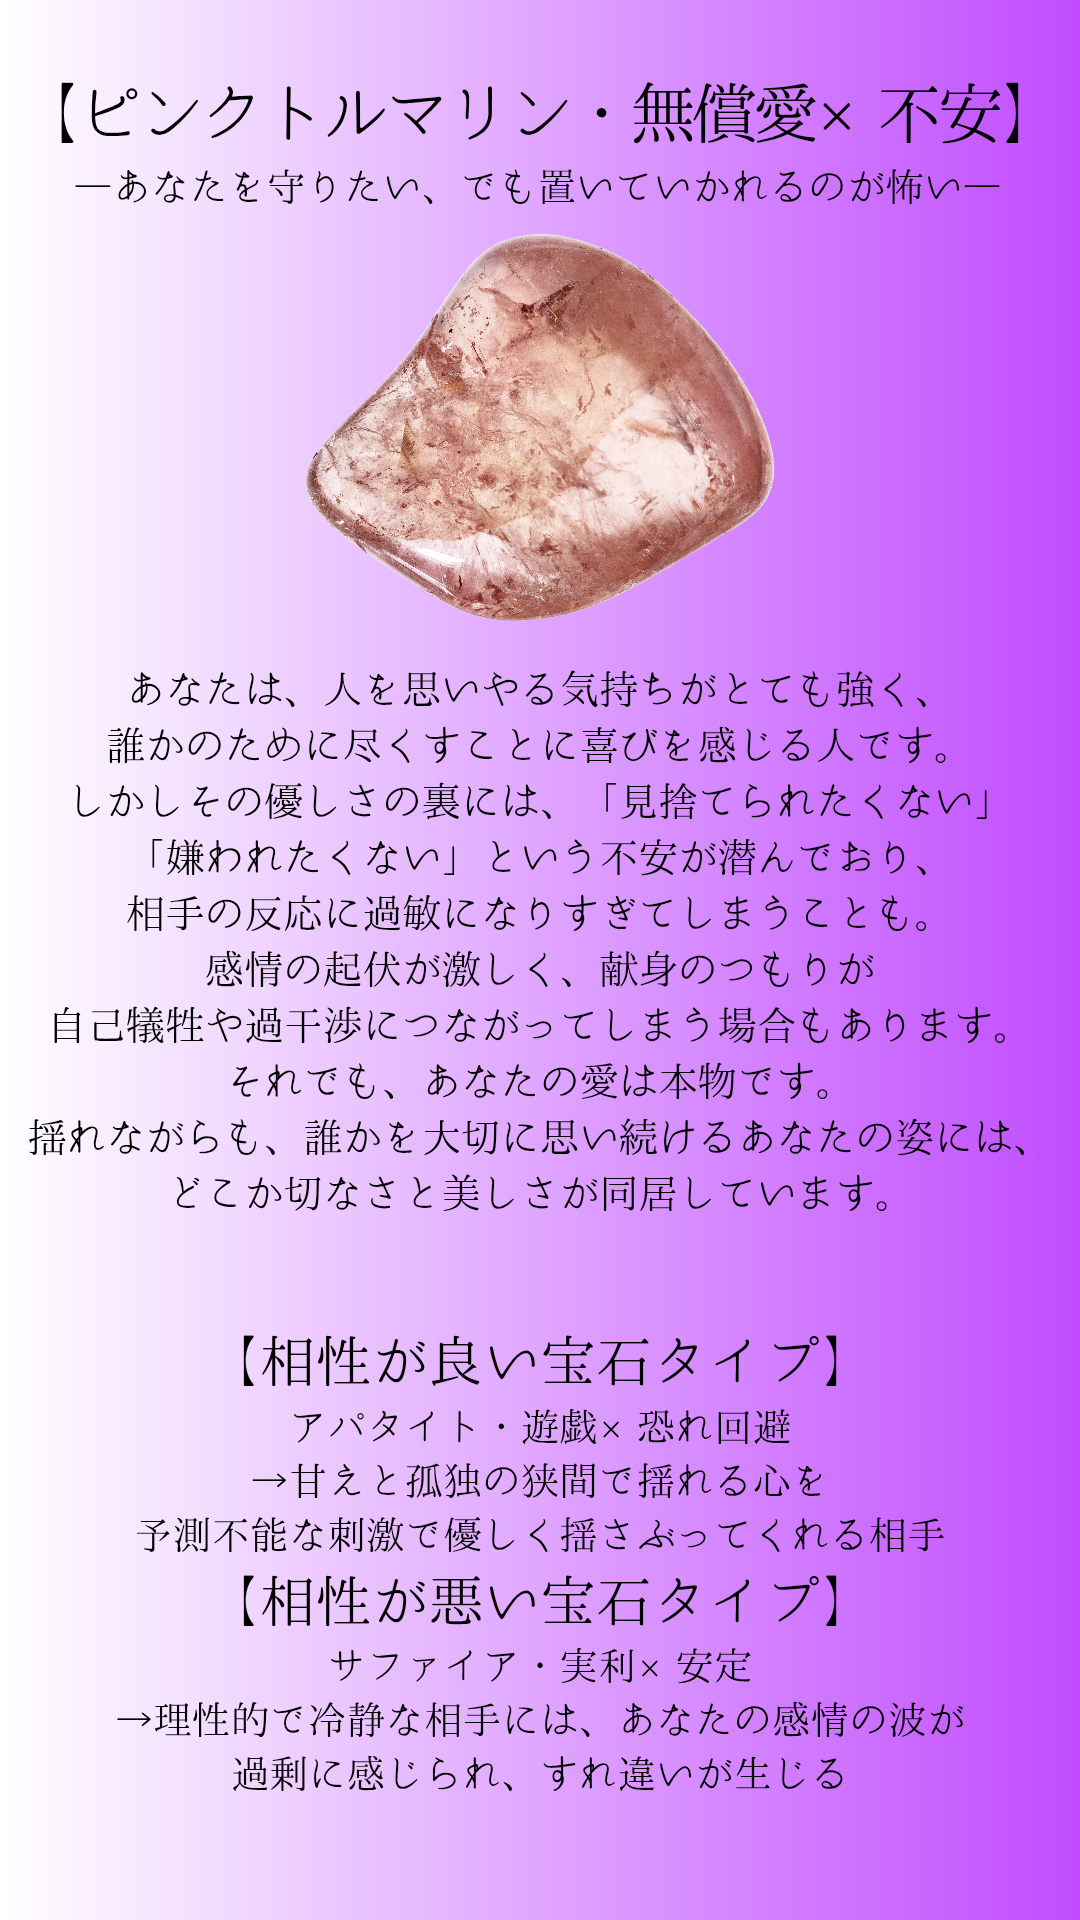 【ピンクトルマリン・無償愛× 不安】
―あなたを守りたい、でも置いていかれるのが怖い―
あなたは、人を思いやる気持ちがとても強く、
誰かのために尽くすことに喜びを感じる人です。
しかしその優しさの裏には、「見捨てられたくない」
「嫌われたくない」という不安が潜んでおり、
相手の反応に過敏になりすぎてしまうことも。
感情の起伏が激しく、献身のつもりが
自己犠牲や過干渉につながってしまう場合もあります。
それでも、あなたの愛は本物です。
揺れながらも、誰かを大切に思い続けるあなたの姿には、
どこか切なさと美しさが同居しています。
【相性が良い宝石タイプ】
アパタイト・遊戯× 恐れ回避
→甘えと孤独の狭間で揺れる心を
予測不能な刺激で優しく揺さぶってくれる相手
【相性が悪い宝石タイプ】
サファイア・実利× 安定
→理性的で冷静な相手には、あなたの感情の波が
過剰に感じられ、すれ違いが生じる